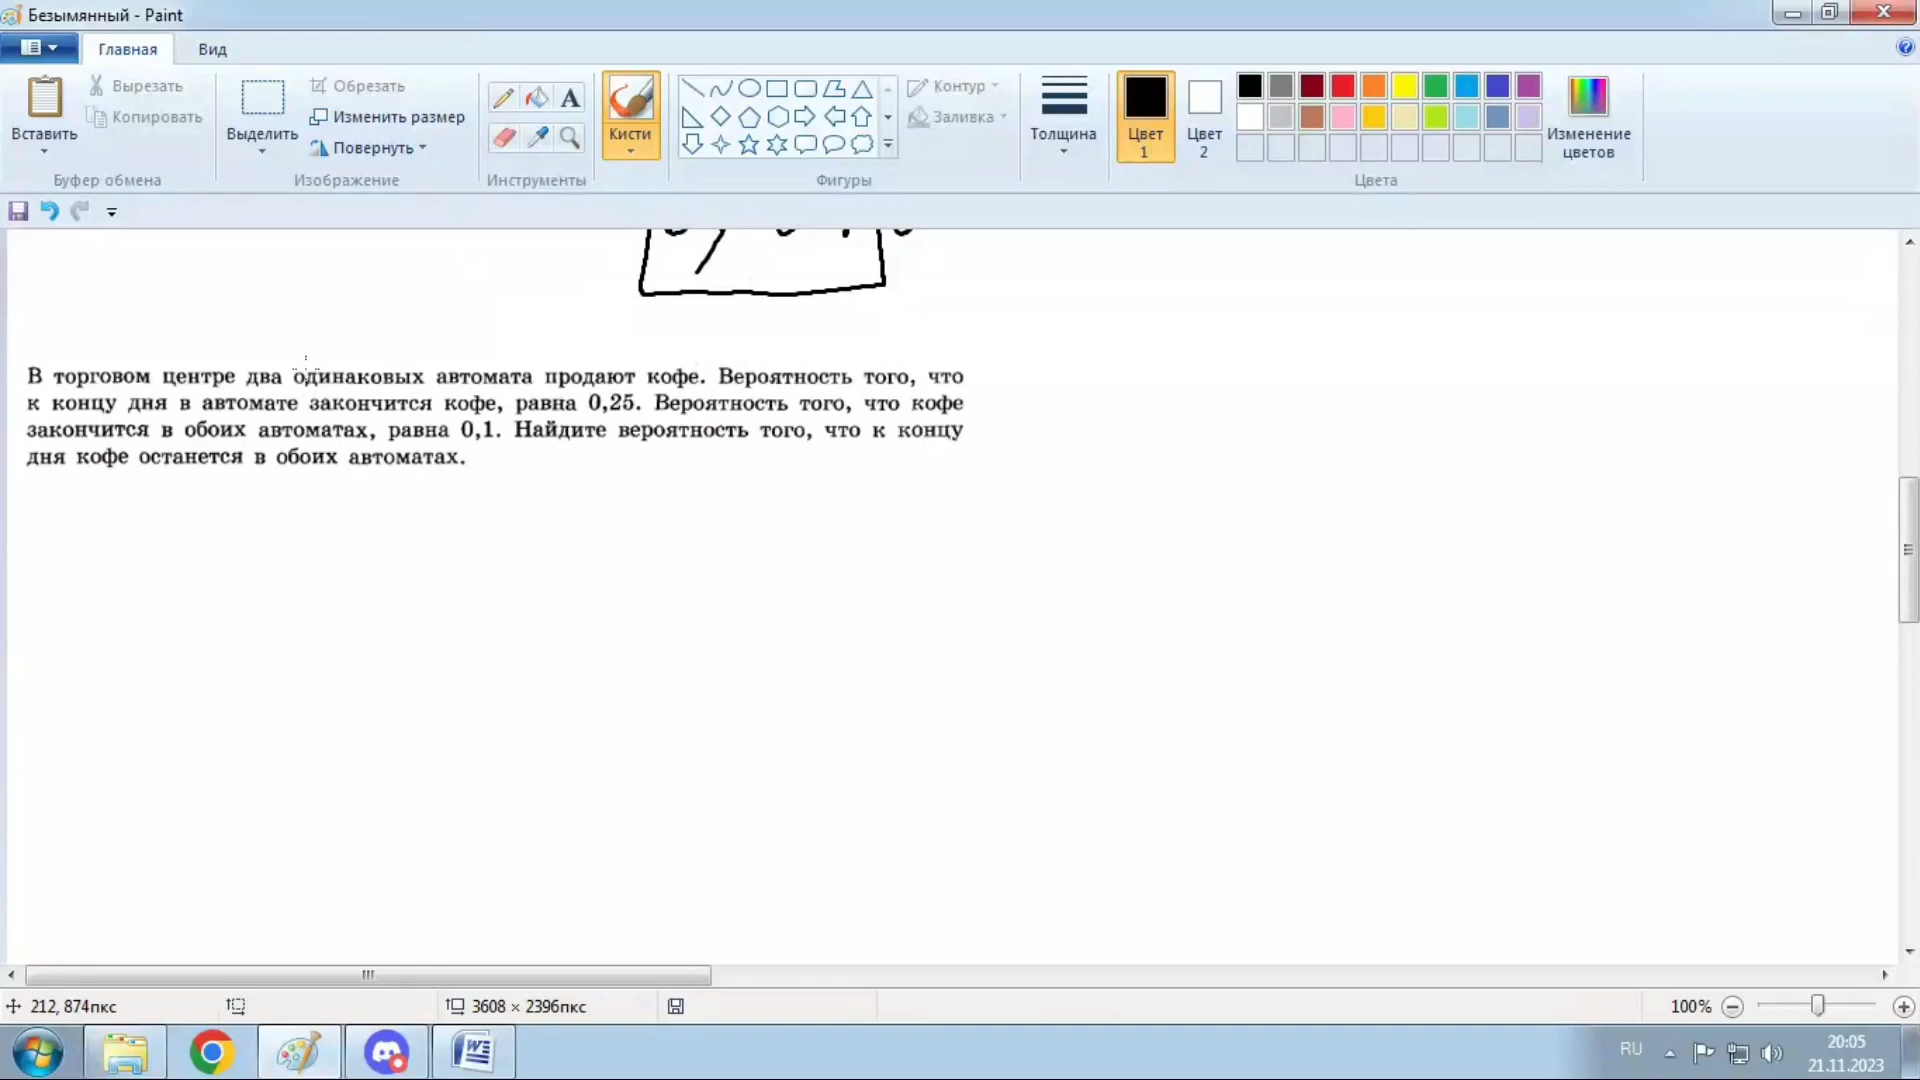 Безымянный - Paint
Главная
Вид
Вставить
Вырезать
Копировать
Буфер обмена
Выделить
Обрезать
Изменить размер
Повернуть
Изображение
A
Инструменты
Кисти
Фигуры
Контур
Заливка
Толщина
Цвет
1
Цвет
2
Изменение
цветов
Цвета
В торговом центре два одинаковых автомата продают кофе. Вероятность того, что
к концу дня в автомате закончится кофе, равна 0,25. Вероятность того, что кофе
закончится в обоих автоматах, равна 0,1. Найдите вероятность того, что к концу
дня кофе останется в обоих автоматах.
212, 874пкс
3608 × 2396пкс
100%
RU
20:05
21.11.2023